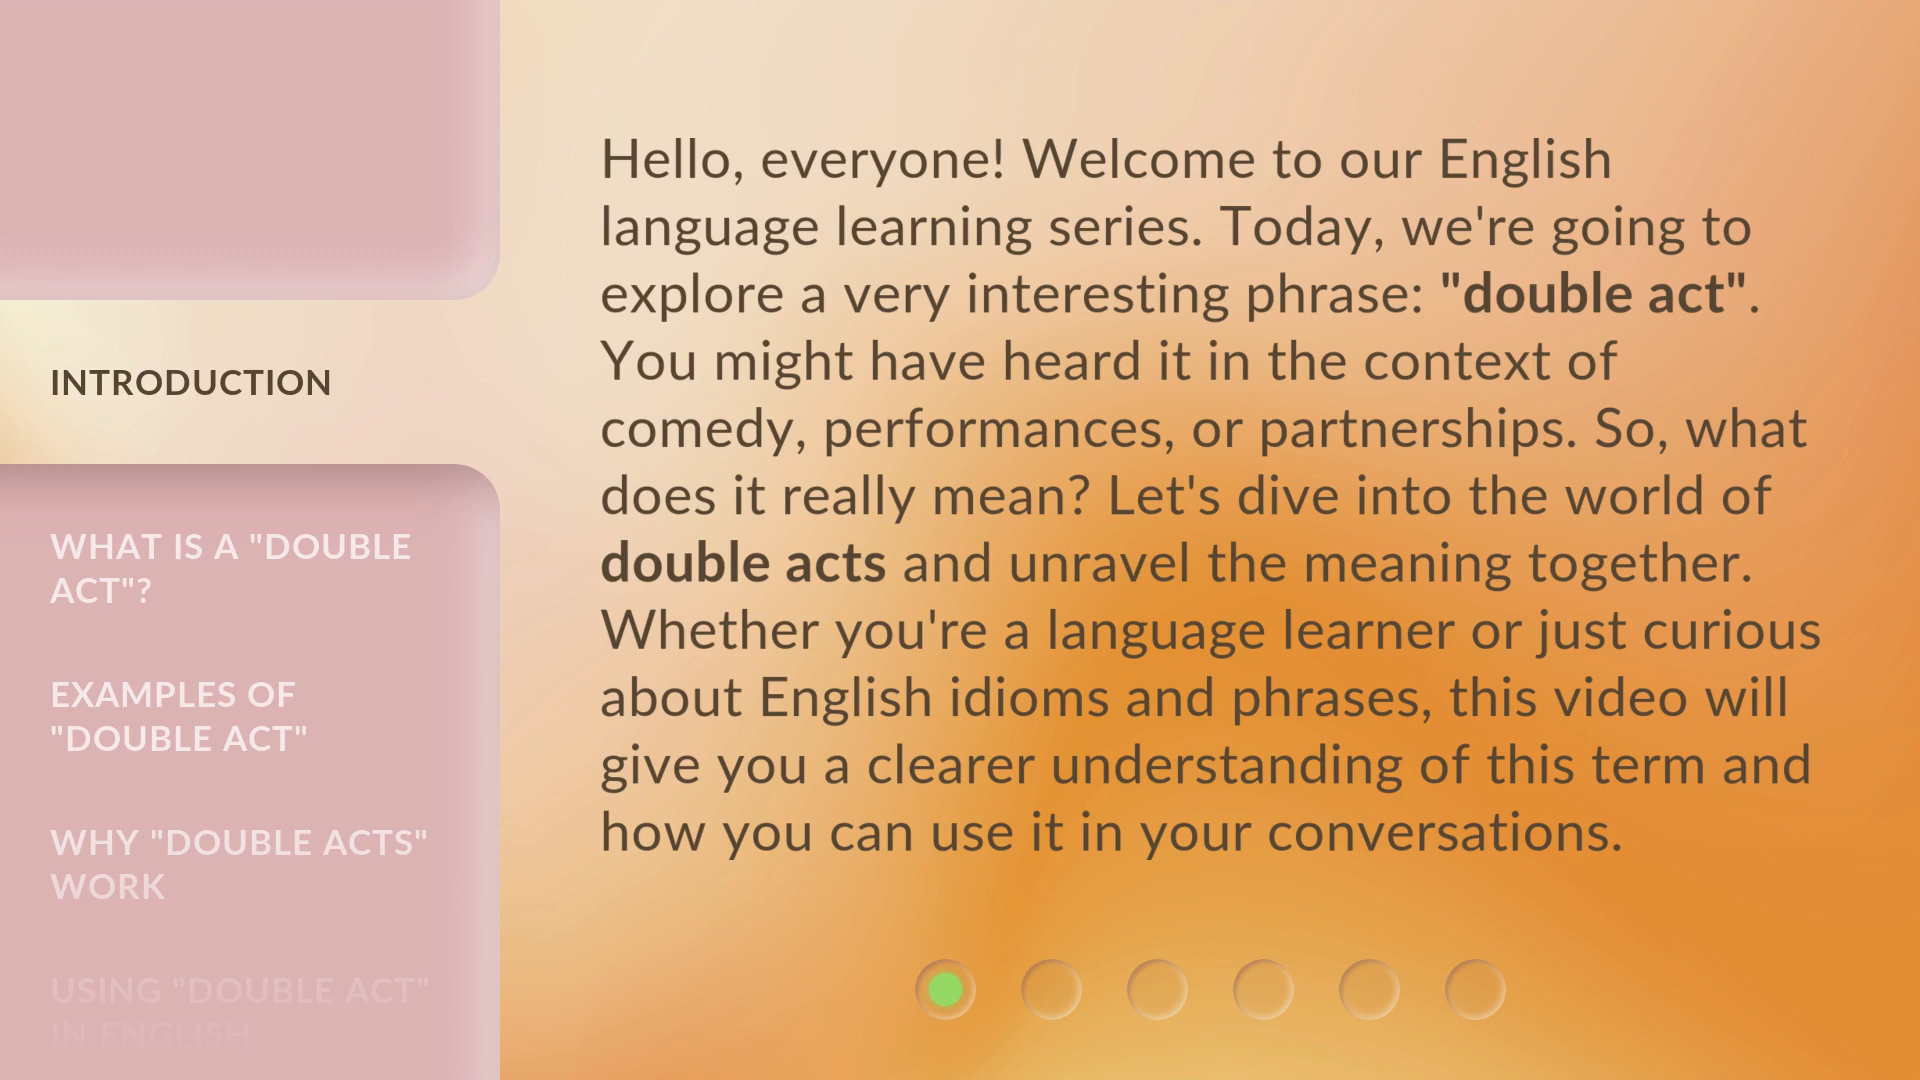 INTRODUCTION
WHAT IS A "DOUBLE
ACT"?
EXAMPLES OF
"DOUBLE ACT"
WHY "DOUBLE ACTS"
WORK
USING "DOUBLE ACT"
IN ENGLISH
Hello, everyone! Welcome to our English
language learning series. Today, we're going to
explore a very interesting phrase: "double act".
You might have heard it in the context of
comedy, performances, or partnerships. So, what
does it really mean? Let's dive into the world of
double acts and unravel the meaning together.
Whether you're a language learner or just curious
about English idioms and phrases, this video will
give you a clearer understanding of this term and
how you can use it in your conversations.